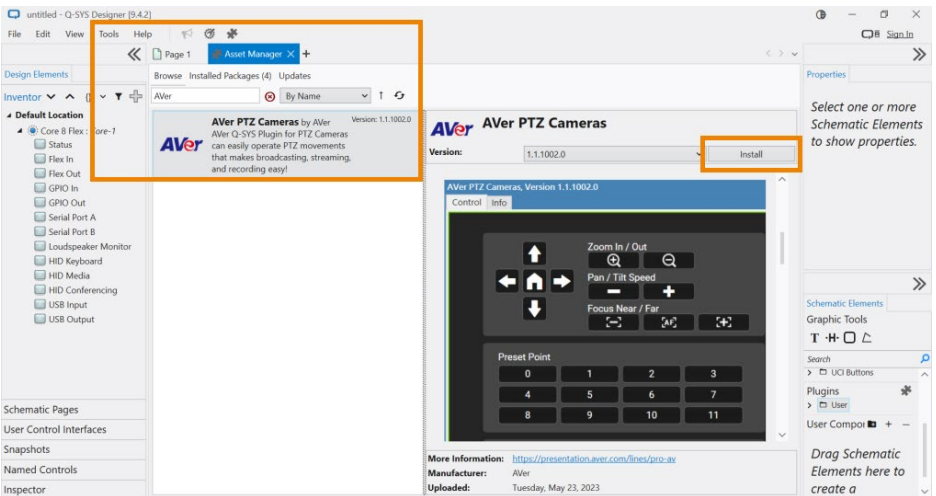 untitled - Q-SYS Designer [9.4.2]
File Edit View Tools Help
8 Sign In
Page 1 Asset Manager
Design Elements
Browse Installed Packages (4) Updates
Properties
Inventor
AVer By Name
Default Location
Core 8 Flex : Core-1
Status
Flex In
Flex Out
GPIO In
GPIO Out
Serial Port A
Serial Port B
Loudspeaker Monitor
HID Keyboard
HID Media
HID Conferencing
USB Input
USB Output
Schematic Pages
User Control Interfaces
Snapshots
Named Controls
Inspector
AVer
AVer PTZ Cameras by AVer Version: 1.1.1002.0
AVer Q-SYS Plugin for PTZ Cameras
can easily operate PTZ movements
that makes broadcasting, streaming,
and recording easy!
AVer AVer PTZ Cameras
Version: 1.1.1002.0 Install
AVer PTZ Cameras, Version 1.1.1002.0
Control Info
Zoom In / Out
Pan / Tilt Speed
Focus Near / Far
AF
Preset Point
0 1 2 3
4 5 6 7
8 9 10 11
More Information: https://presentation.aver.com/lines/pro-av
Manufacturer: AVer
Uploaded: Tuesday, May 23, 2023
Select one or more
Schematic Elements
to show properties.
Schematic Elements
Graphic Tools
T H
Search
UCI Buttons
Plugins
User
User Compor
Drag Schematic
Elements here to
create a